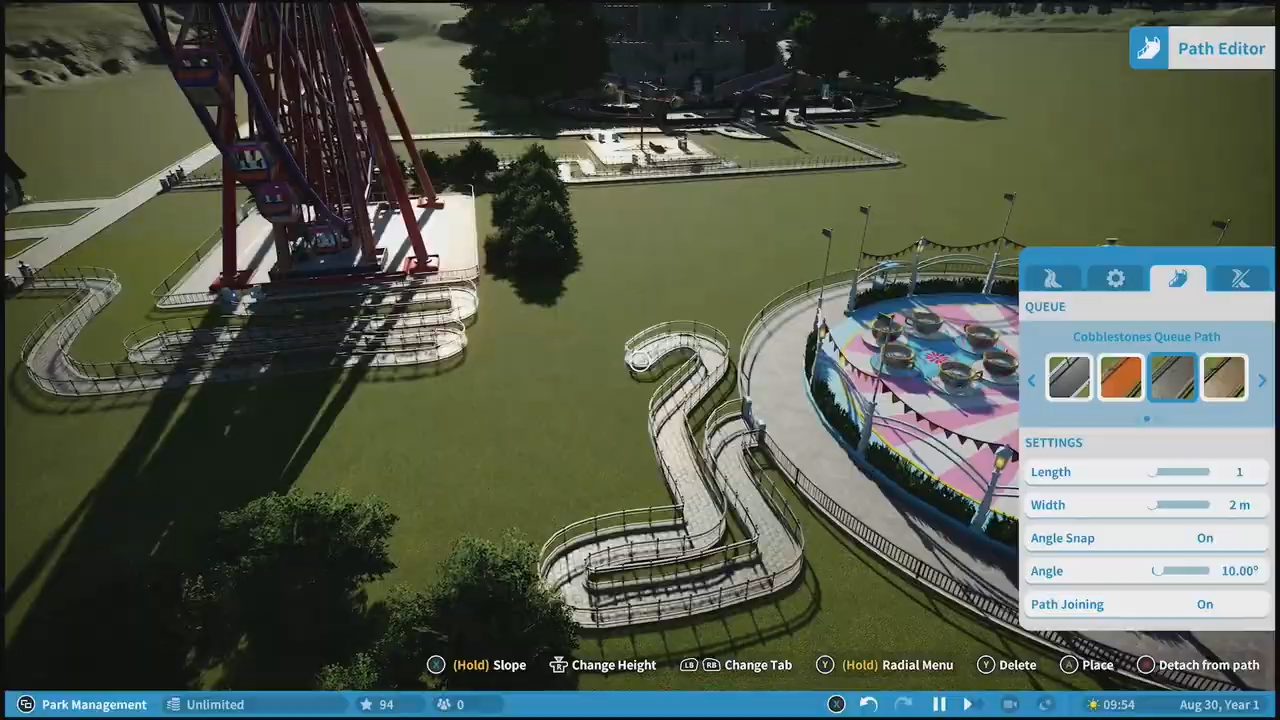 Path Editor
QUEUE
Cobblestones Queue Path
SETTINGS
Length 1
Width 2 m
Angle Snap On
Angle 10.00°
Path Joining On
X (Hold) Slope R Change Height LB RB Change Tab Y (Hold) Radial Menu Y Delete A Place Detach from path
Park Management Unlimited 94 0 X 09:54 Aug 30, Year 1